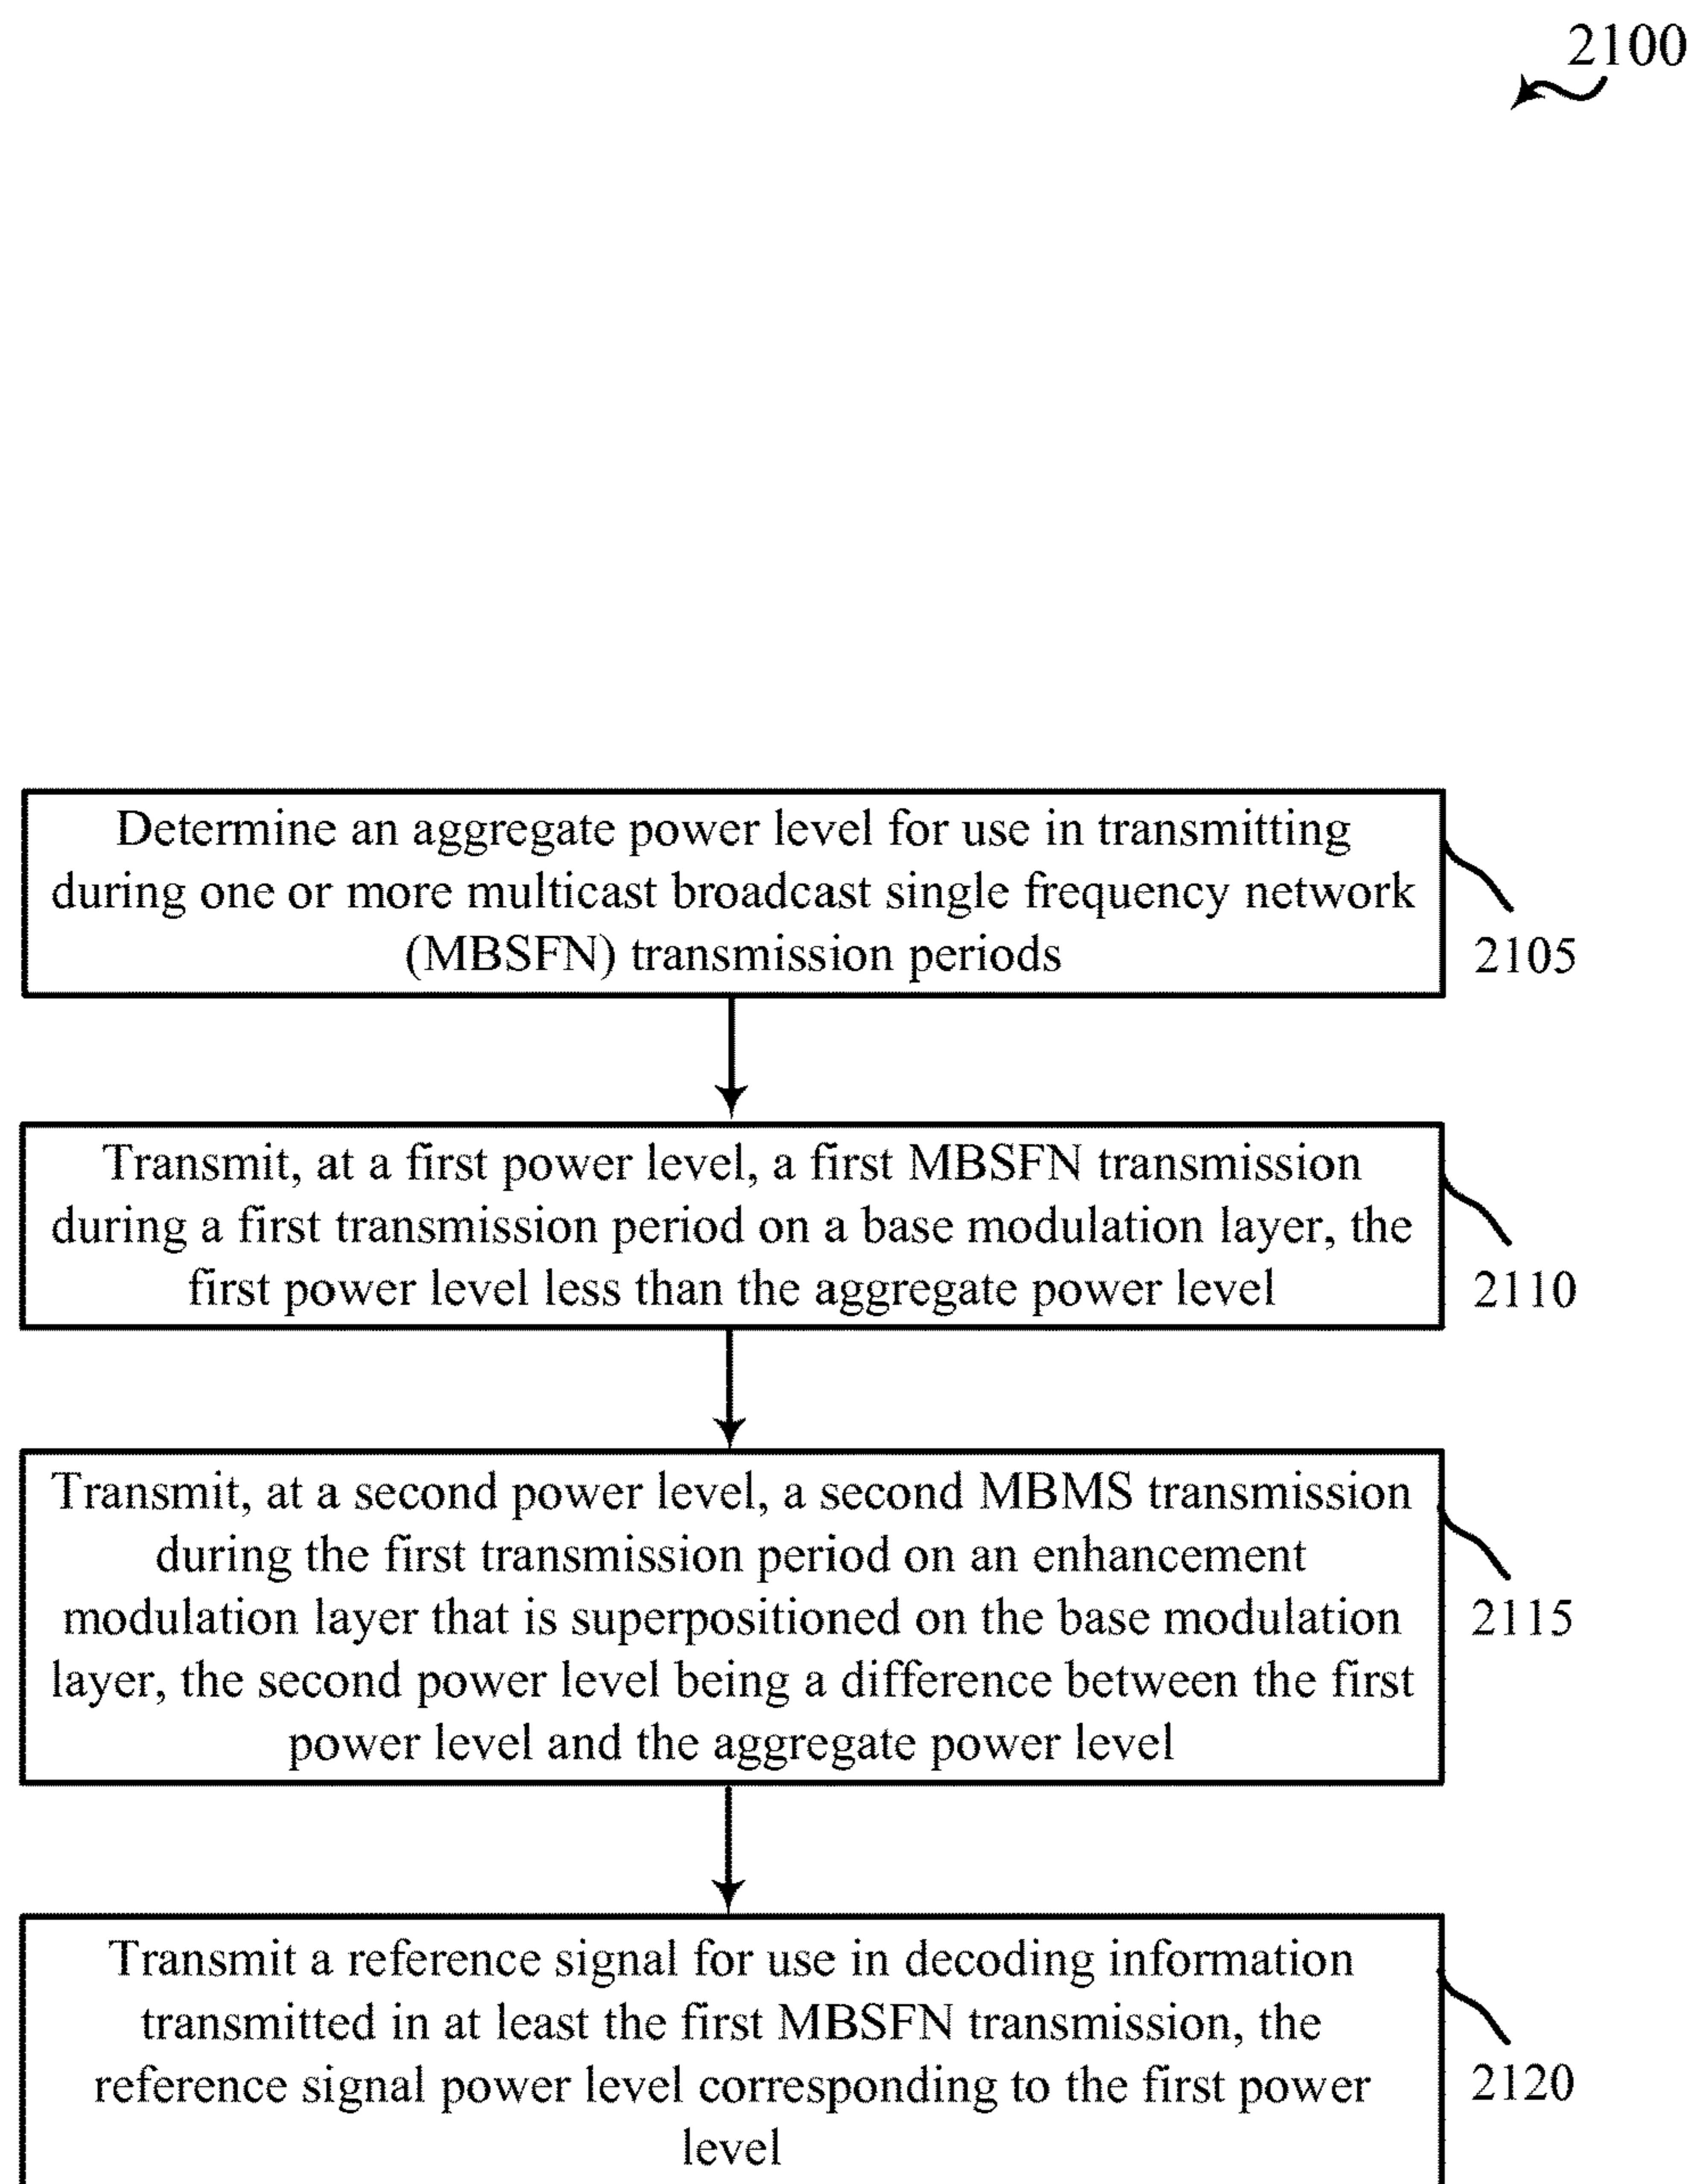 2100
Determine an aggregate power level for use in transmitting
during one or more multicast broadcast single frequency network
(MBSFN) transmission periods
2105
Transmit, at a first power level, a first MBSFN transmission
during a first transmission period on a base modulation layer, the
first power level less than the aggregate power level
2110
Transmit, at a second power level, a second MBMS transmission
during the first transmission period on an enhancement
modulation layer that is superpositioned on the base modulation
layer, the second power level being a difference between the first
power level and the aggregate power level
2115
Transmit a reference signal for use in decoding information
transmitted in at least the first MBSFN transmission, the
reference signal power level corresponding to the first power
level
2120